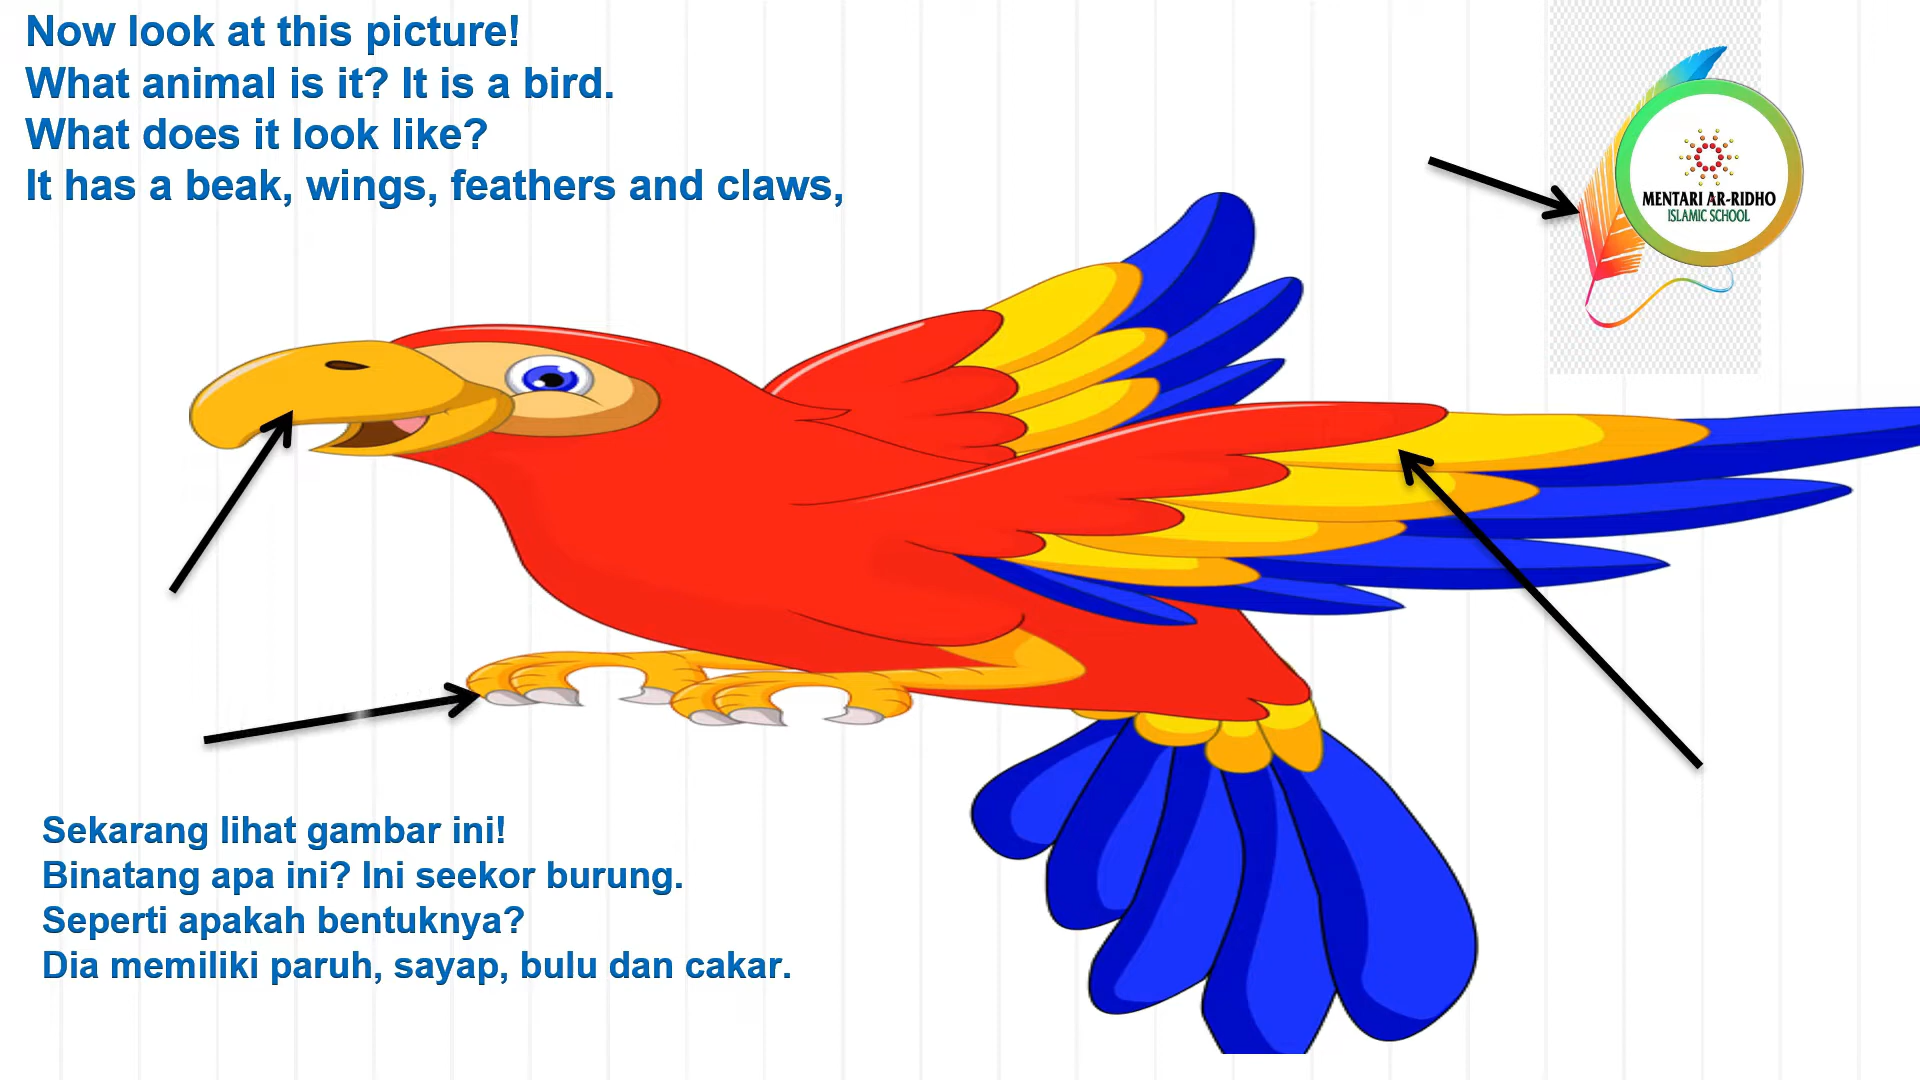 Now look at this picture!
What animal is it? It is a bird.
What does it look like?
It has a beak, wings, feathers and claws,
MENTARI AR-RIDHO
ISLAMIC SCHOOL
Sekarang lihat gambar ini!
Binatang apa ini? Ini seekor burung.
Seperti apakah bentuknya?
Dia memiliki paruh, sayap, bulu dan cakar.